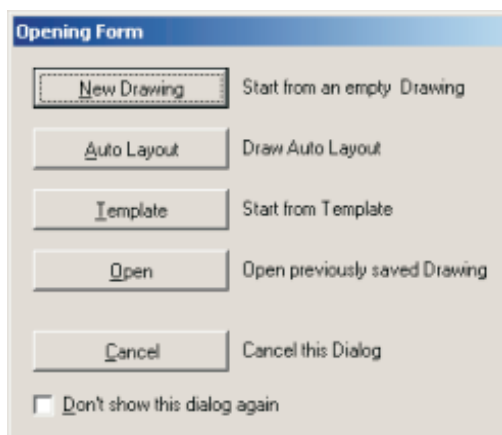 Opening Form
New Drawing Start from an empty Drawing
Auto Layout Draw Auto Layout
Template Start from Template
Open Open previously saved Drawing
Cancel Cancel this Dialog
Don't show this dialog again